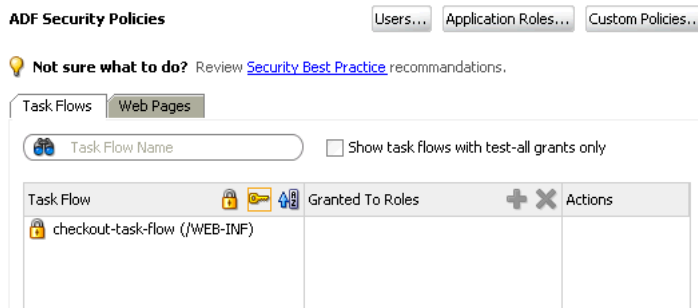 ADF Security Policies Users... Application Roles... Custom Policies..
Not sure what to do? Review Security Best Practice recommandations.
Task Flows Web Pages
Task Flow Name Show task flows with test-all grants only
Task Flow Granted To Roles Actions
checkout-task-flow (/WEB-INF)